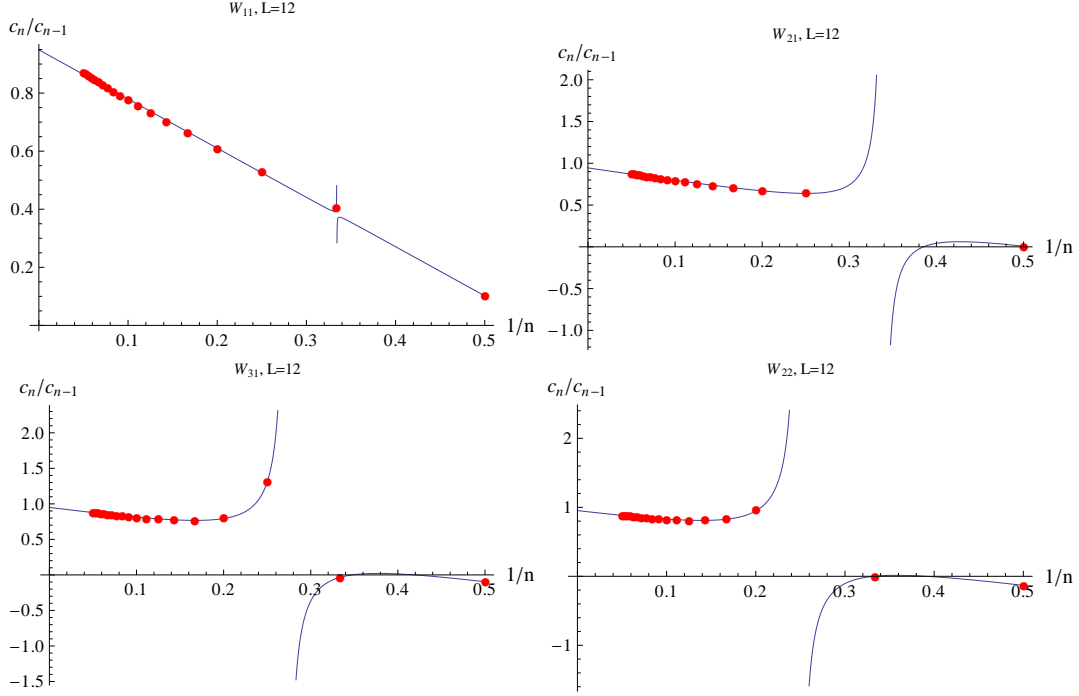 W₁₁, L=12
cₙ/cₙ₋₁
0.8
0.6
0.4
0.2
0.1 0.2 0.3 0.4 0.5
1/n
W₂₁, L=12
cₙ/cₙ₋₁
2.0
1.5
1.0
0.5
0.1 0.2 0.3 0.4 0.5 1/n
−0.5
−1.0
W₃₁, L=12
cₙ/cₙ₋₁
2.0
1.5
1.0
0.5
0.1 0.2 0.3 0.4 0.5 1/n
−0.5
−1.0
−1.5
W₂₂, L=12
cₙ/cₙ₋₁
2
1
0.1 0.2 0.3 0.4 0.5 1/n
−1